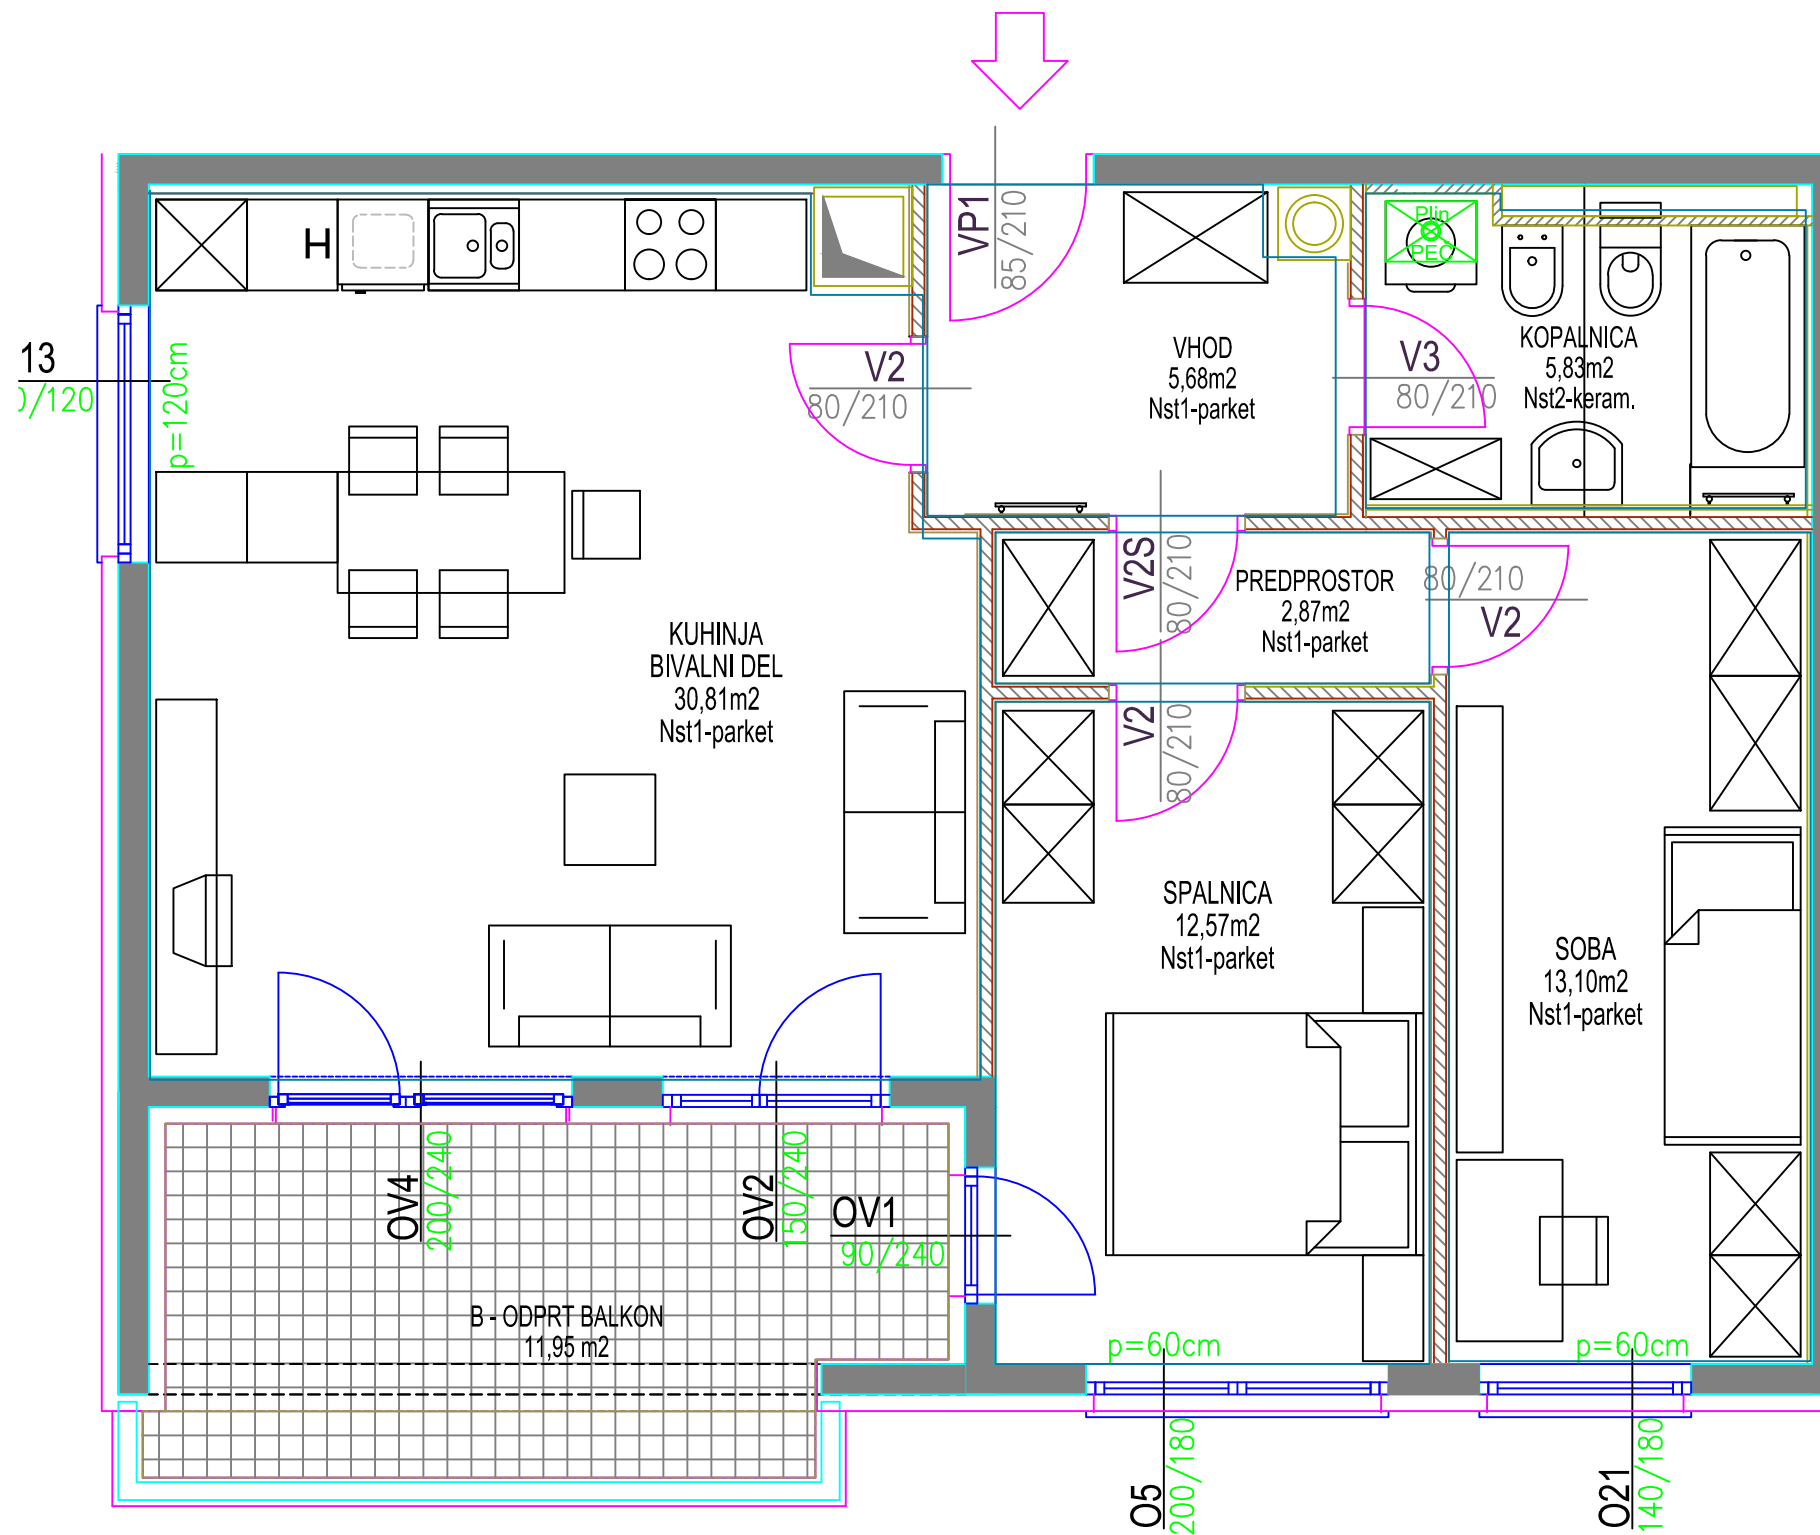 VP1
85/210
Plin
PEČ
H
13
0/120
p=120cm
V2
80/210
VHOD
5,68m2
Nst1-parket
V3
80/210
KOPALNICA
5,83m2
Nst2-keram.
V2S
80/210
PREDPROSTOR
2,87m2
Nst1-parket
80/210
V2
KUHINJA
BIVALNI DEL
30,81m2
Nst1-parket
V2
80/210
SPALNICA
12,57m2
Nst1-parket
SOBA
13,10m2
Nst1-parket
OV4
200/240
OV2
150/240
OV1
90/240
B - ODPRT BALKON
11,95 m2
p=60cm
p=60cm
O5
200/180
O21
140/180